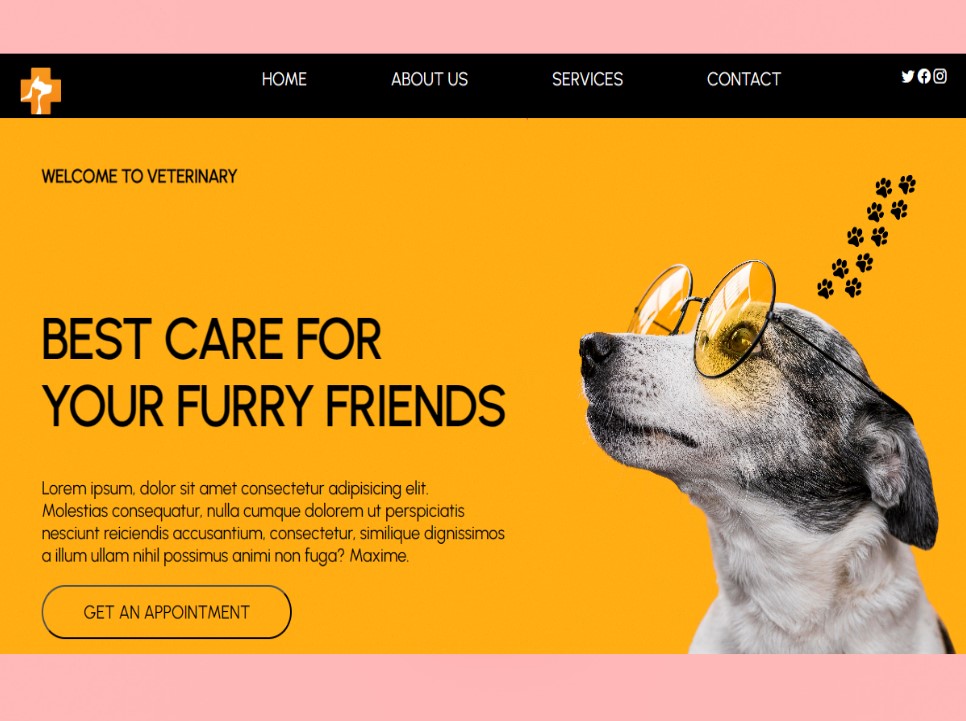 HOME ABOUT US SERVICES CONTACT
WELCOME TO VETERINARY
BEST CARE FOR
YOUR FURRY FRIENDS
Lorem ipsum, dolor sit amet consectetur adipisicing elit.
Molestias consequatur, nulla cumque dolorem ut perspiciatis
nesciunt reiciendis accusantium, consectetur, similique dignissimos
a illum ullam nihil possimus animi non fuga? Maxime.
GET AN APPOINTMENT